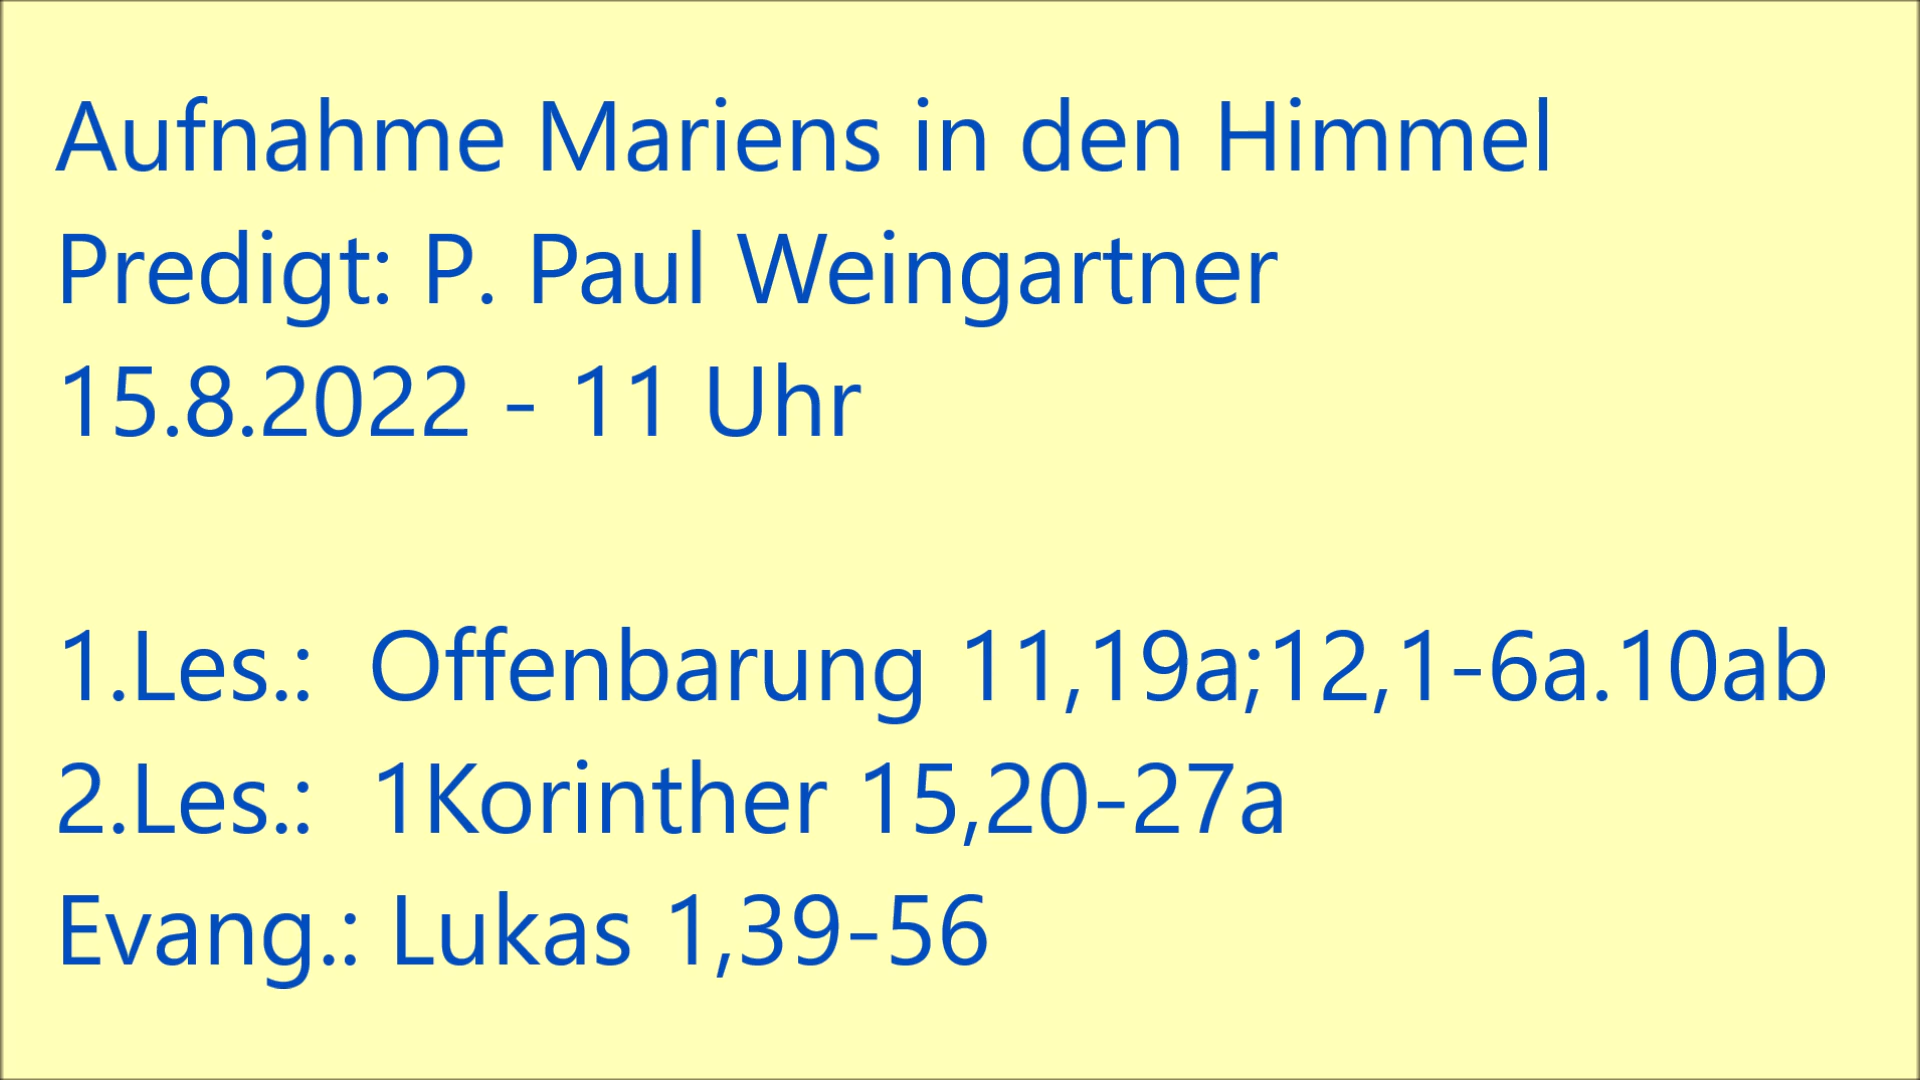 Aufnahme Mariens in den Himmel
Predigt: P. Paul Weingartner
15.8.2022 - 11 Uhr
1.Les.: Offenbarung 11,19a;12,1-6a.10ab
2.Les.: 1Korinther 15,20-27a
Evang.: Lukas 1,39-56